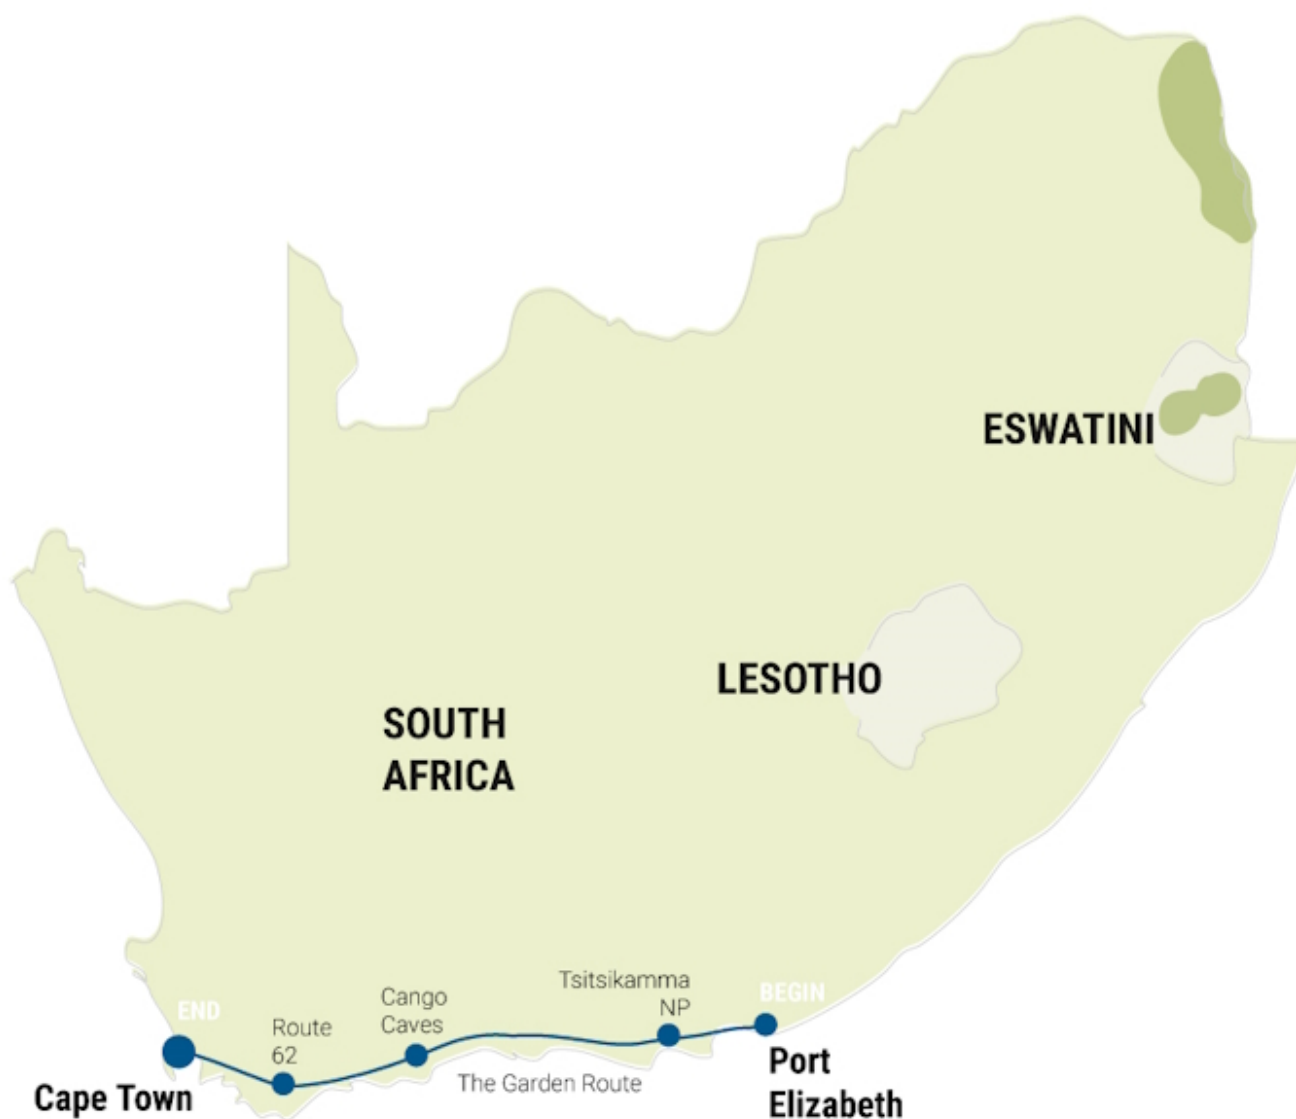 ESWATINI
LESOTHO
SOUTH
AFRICA
END
Cape Town
Route
62
Cango
Caves
The Garden Route
Tsitsikamma
NP
BEGIN
Port
Elizabeth